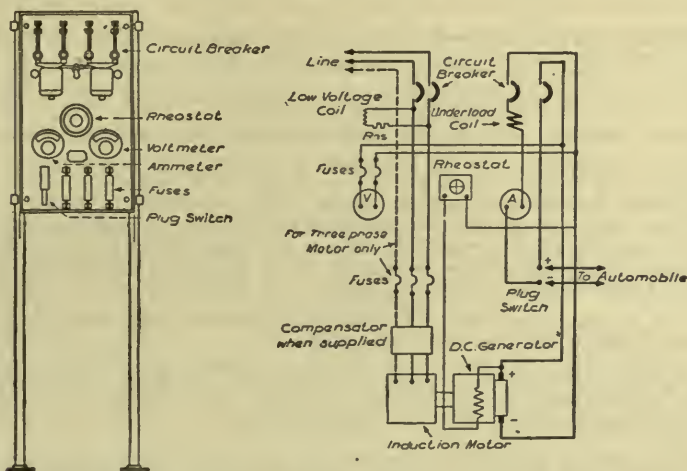 Circuit Breaker
Rheostat
Voltmeter
Ammeter
Fuses
Plug Switch
Line
Circuit
Breaker
Low Voltage
Coil
Underload
Coil
Res
Fuses
Rheostat
V
A
For Three phase
Motor only
Fuses
+
-
To Automobile
Plug
Switch
Compensator
when supplied
D.C. Generator
+
-
Induction Motor